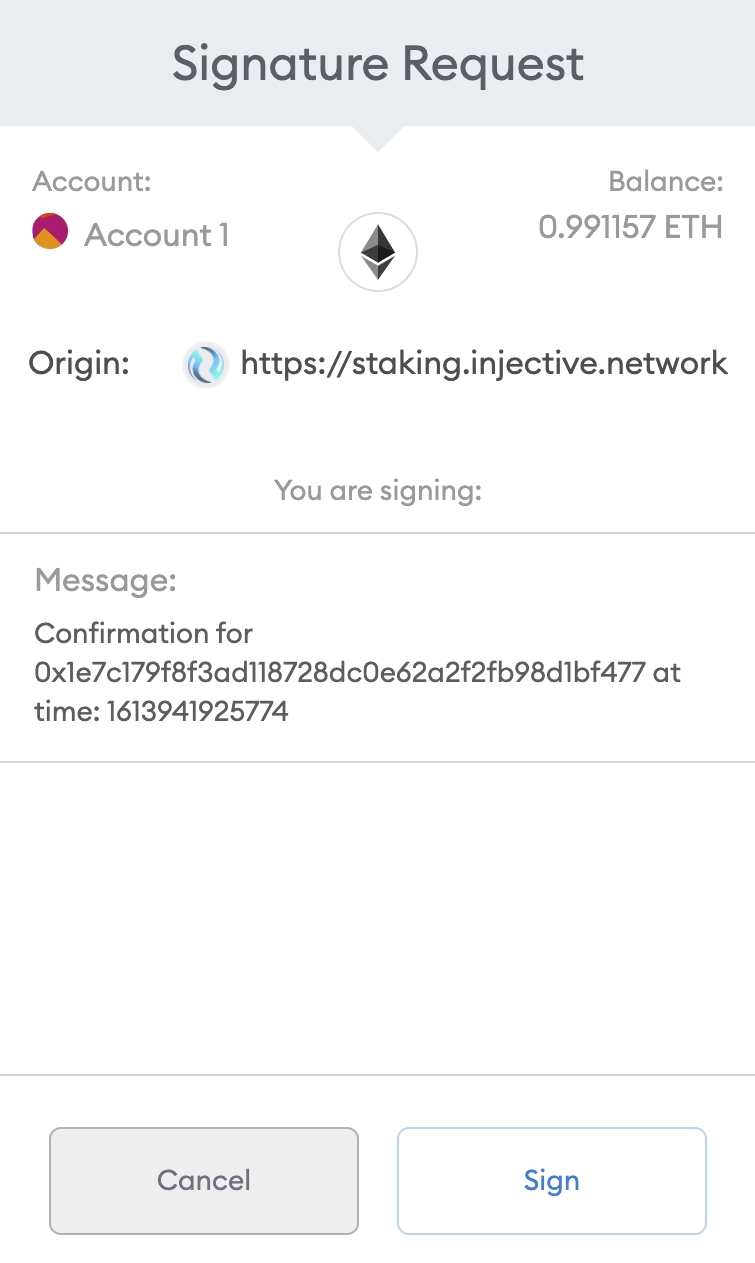 Signature Request
Account:
Balance:
Account 1
0.991157 ETH
Origin:
https://staking.injective.network
You are signing:
Message:
Confirmation for
0x1e7c179f8f3ad118728dc0e62a2f2fb98d1bf477 at
time: 1613941925774
Cancel
Sign